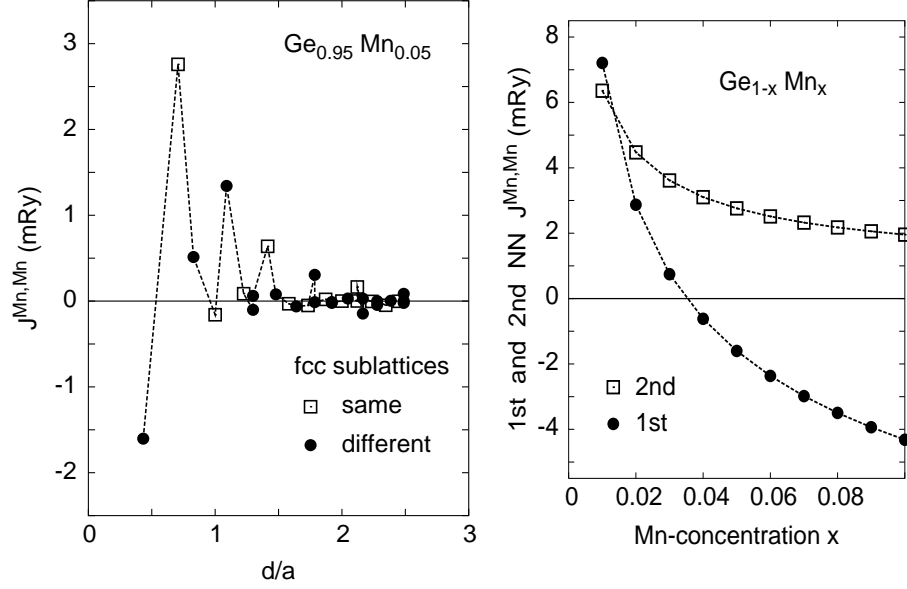 Ge0.95 Mn0.05
3
2
1
0
-1
-2
J^Mn,Mn (mRy)
fcc sublattices
same
different
0
1
2
3
d/a
Ge1-x Mnx
8
6
4
2
0
-2
-4
1st and 2nd NN J^Mn,Mn (mRy)
2nd
1st
0
0.02
0.04
0.06
0.08
Mn-concentration x